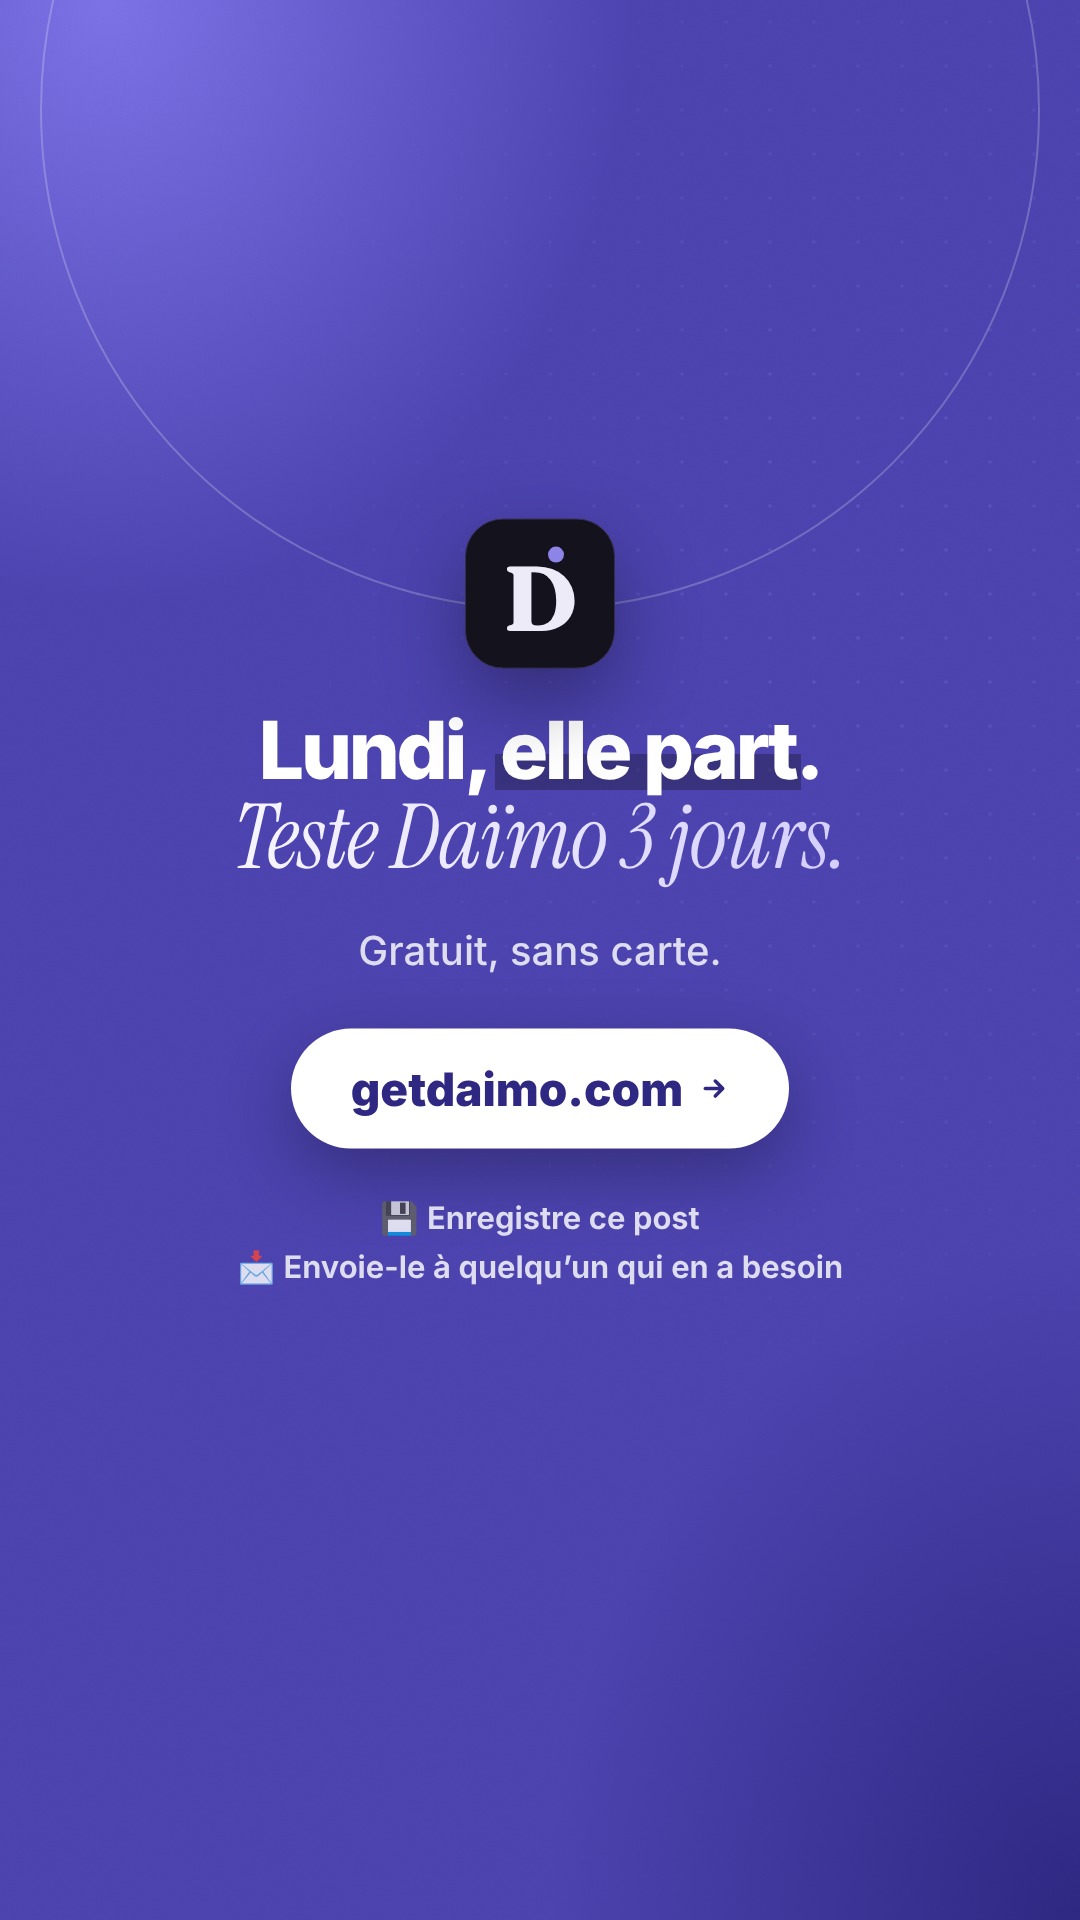 D
Lundi, elle part.
Teste Daïmo 3 jours.
Gratuit, sans carte.
getdaimo.com →
💾 Enregistre ce post
📩 Envoie-le à quelqu’un qui en a besoin